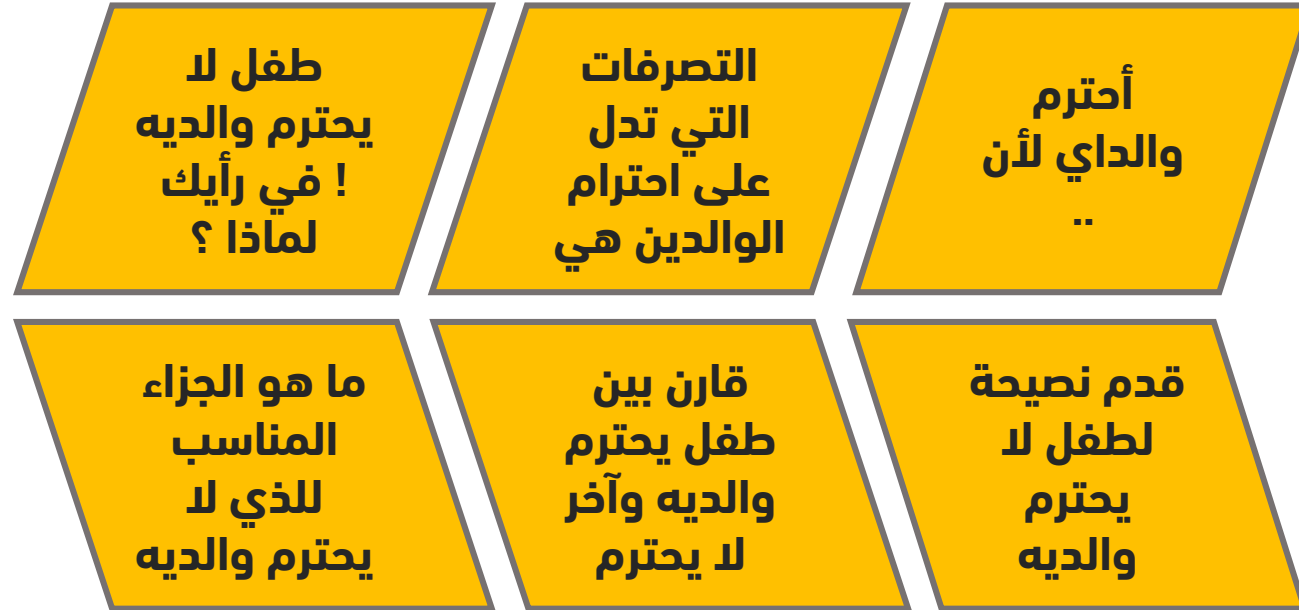 أحترم
والداي لأن
..
التصرفات
التي تدل
على احترام
الوالدين هي
طفل لا
يحترم والديه
! في رأيك
لماذا ؟
قدم نصيحة
لطفل لا
يحترم
والديه
قارن بين
طفل يحترم
والديه وآخر
لا يحترم
ما هو الجزاء
المناسب
للذي لا
يحترم والديه